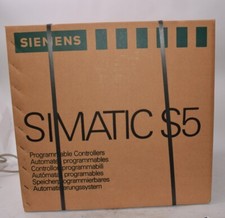 SIEMENS
SIMATIC S5
Programmable Controllers
Automates programmables
Controllori programmabili
Autómatas programables
Speicherprogrammierbares
Automatisierungssystem